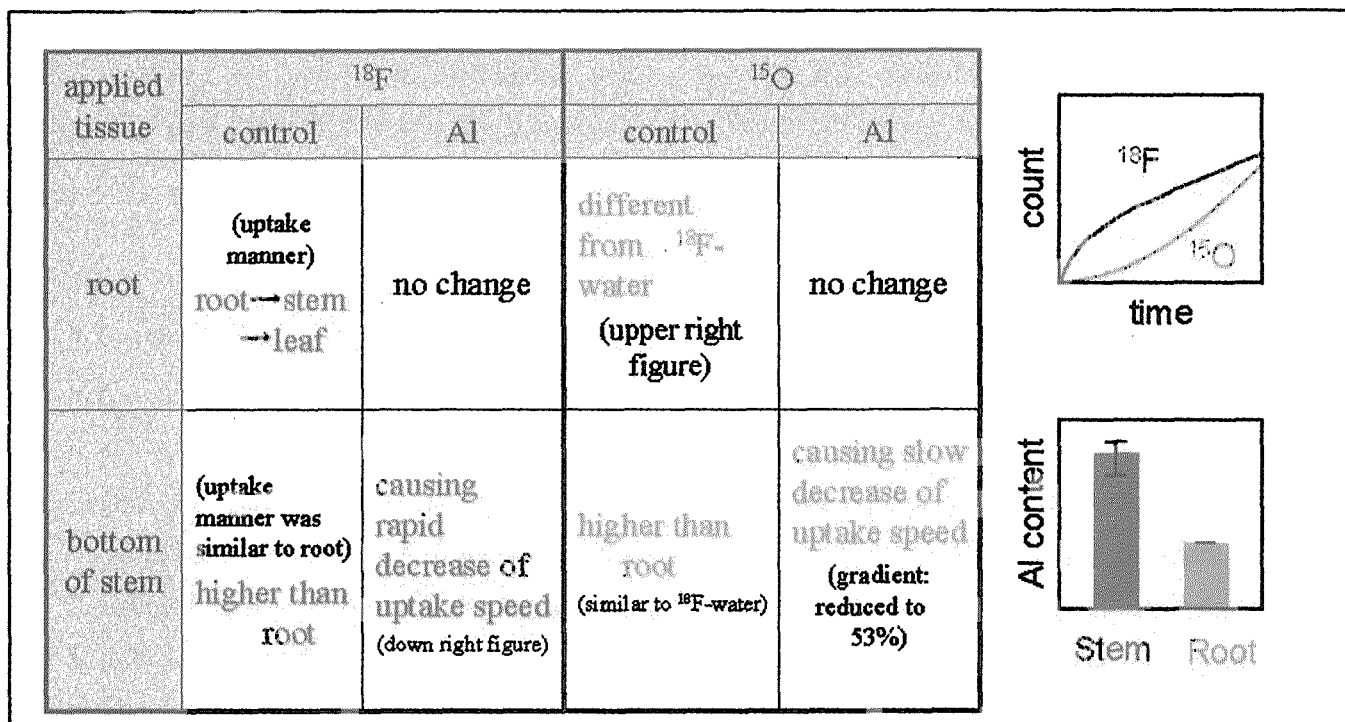 applied
tissue
¹⁸F
¹⁵O
control
Al
control
Al
root
(uptake
manner)
root→stem
→leaf
no change
different
from ¹⁸F-
water
(upper right
figure)
no change
bottom
of stem
(uptake
manner was
similar to root)
higher than
root
causing
rapid
decrease of
uptake speed
(down right figure)
higher than
root
(similar to ¹⁸F-water)
causing slow
decrease of
uptake speed
(gradient:
reduced to
53%)
count
¹⁸F
¹⁵O
time
Al content
Stem
Root